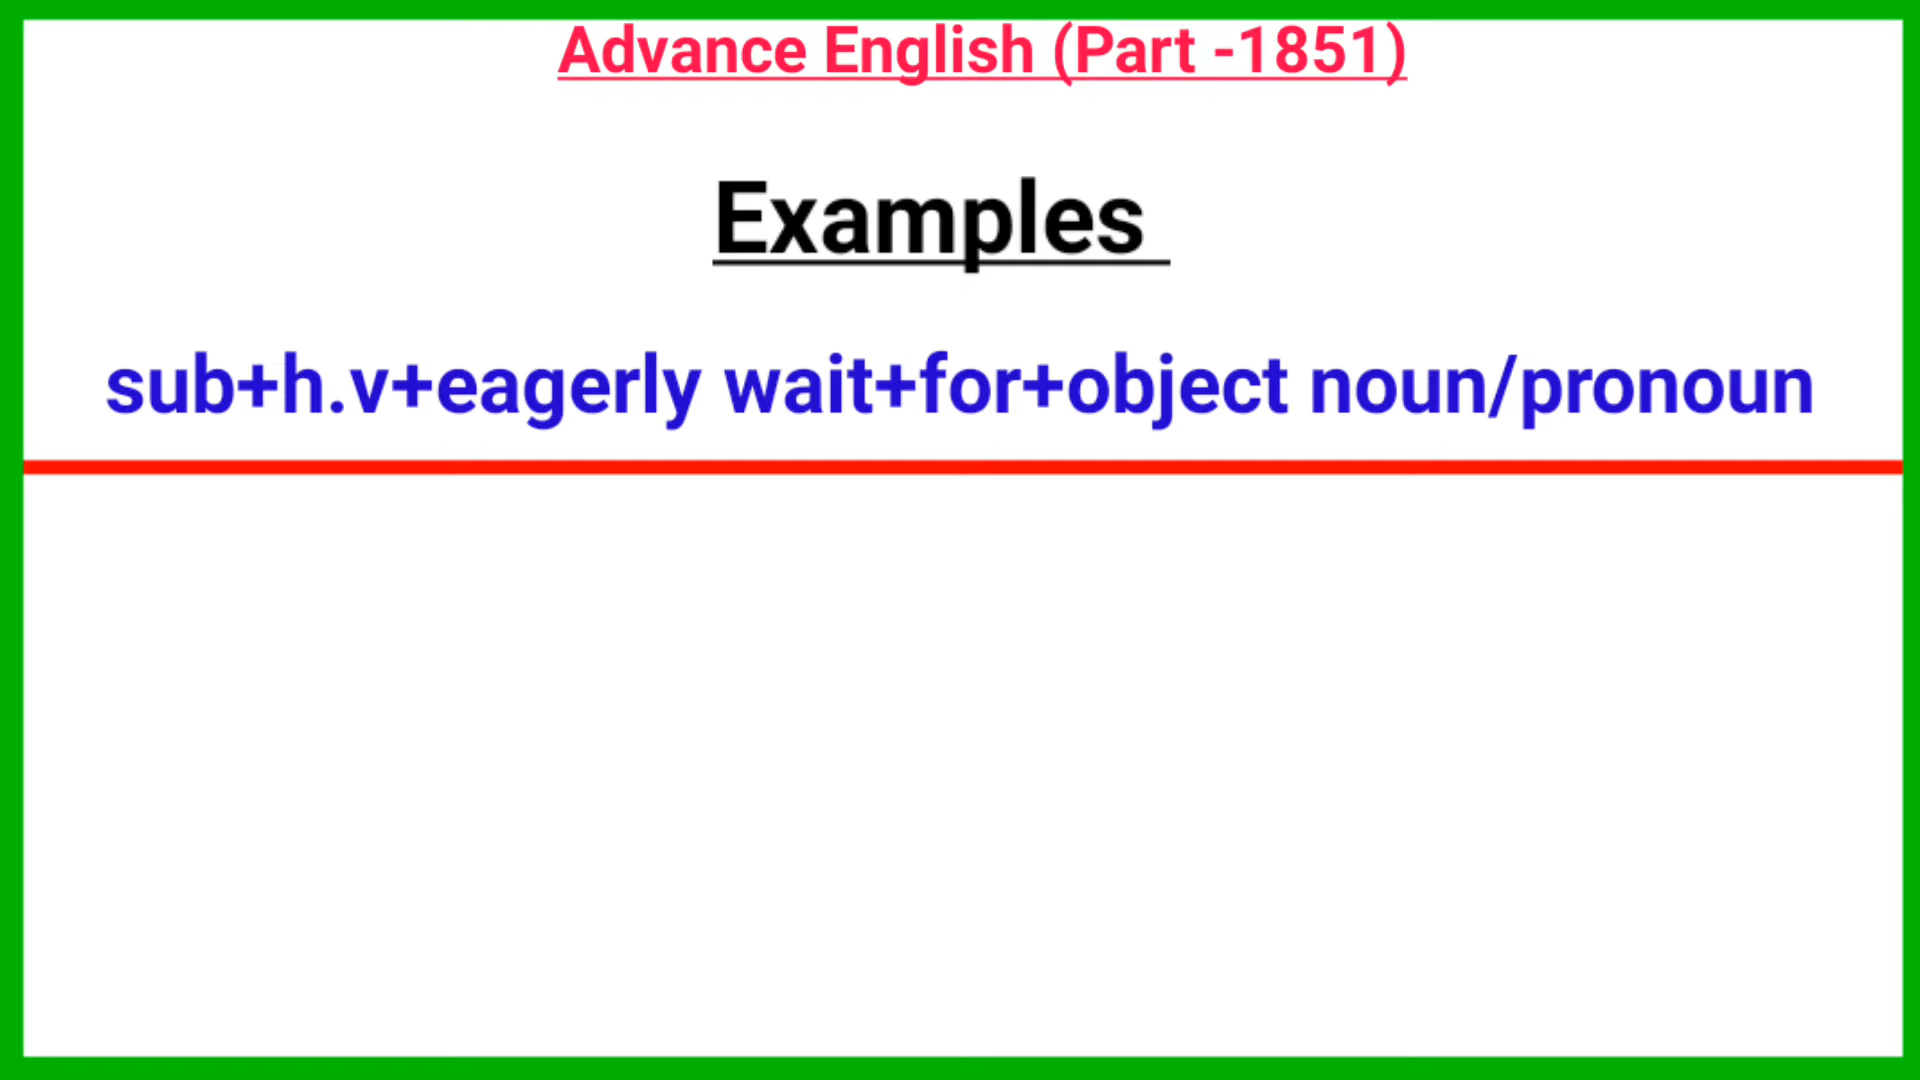 Advance English (Part -1851)
Examples
sub+h.v+eagerly wait+for+object noun/pronoun